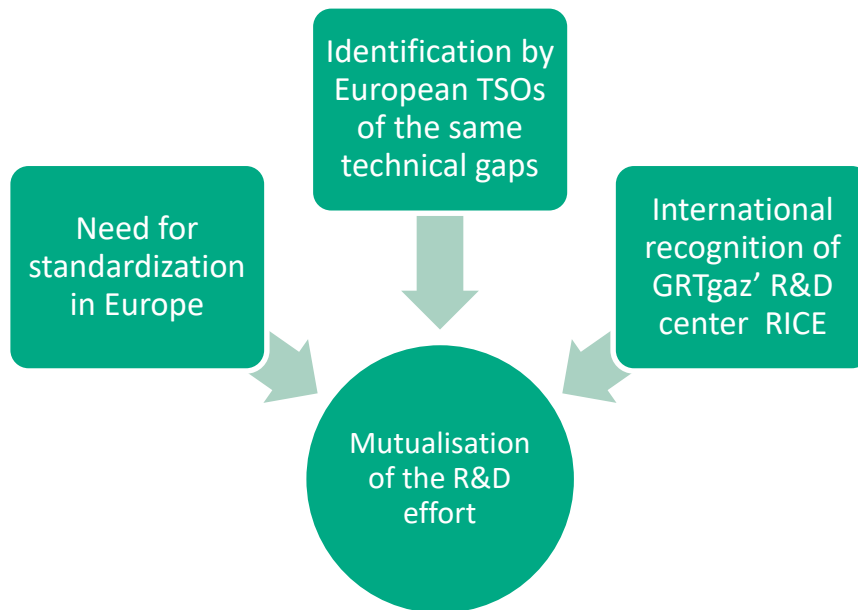 Identification by
European TSOs
of the same
technical gaps
Need for
standardization
in Europe
International
recognition of
GRTgaz’ R&D
center RICE
Mutualisation
of the R&D
effort